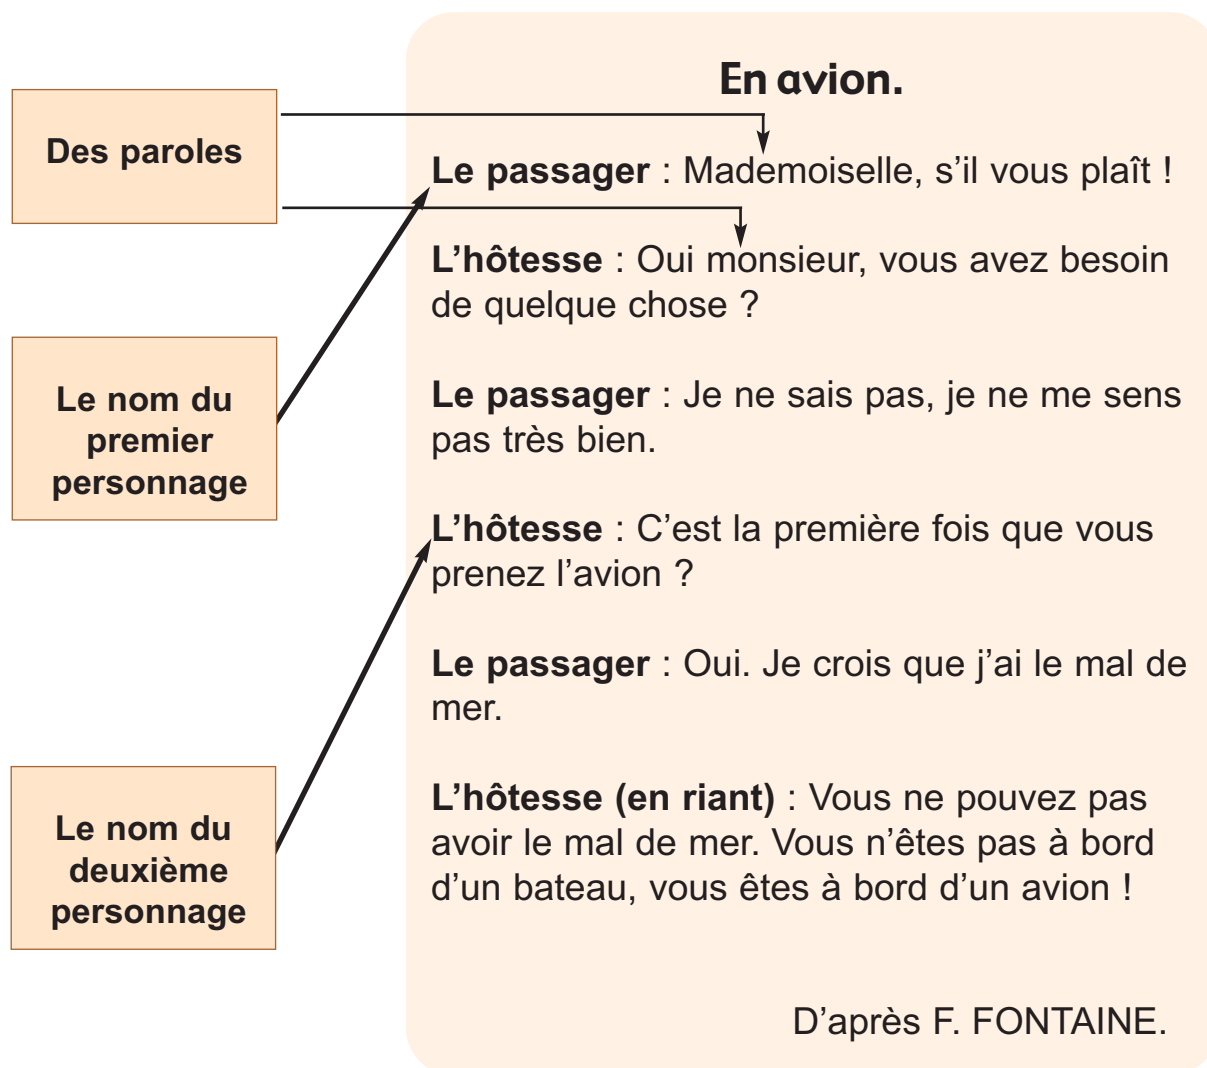 En avion.
Des paroles
Le passager : Mademoiselle, s’il vous plaît !
L’hôtesse : Oui monsieur, vous avez besoin
de quelque chose ?
Le nom du
premier
personnage
Le passager : Je ne sais pas, je ne me sens
pas très bien.
L’hôtesse : C’est la première fois que vous
prenez l’avion ?
Le passager : Oui. Je crois que j’ai le mal de
mer.
Le nom du
deuxième
personnage
L’hôtesse (en riant) : Vous ne pouvez pas
avoir le mal de mer. Vous n’êtes pas à bord
d’un bateau, vous êtes à bord d’un avion !
D’après F. FONTAINE.